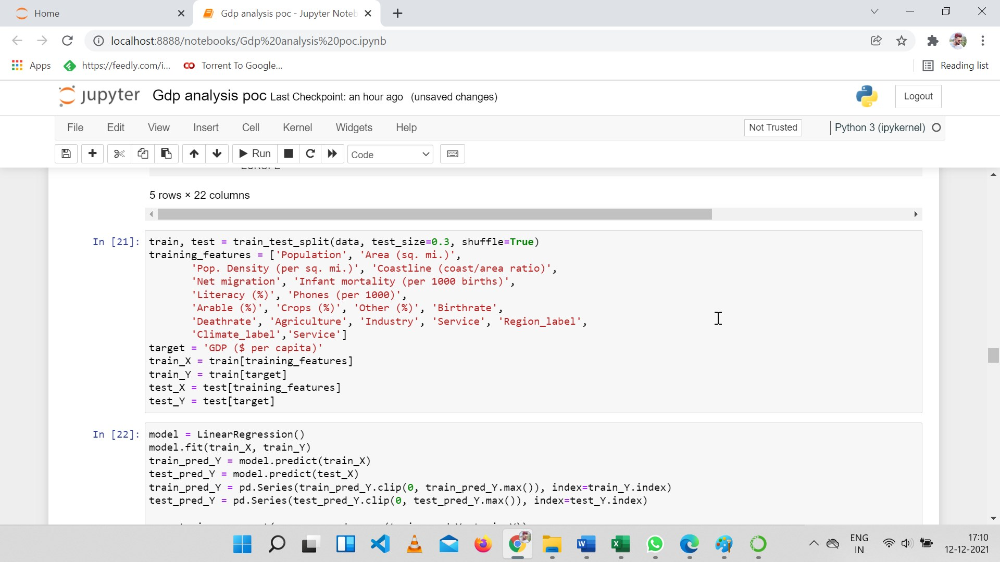 Home
Gdp analysis poc - Jupyter Noteb
localhost:8888/notebooks/Gdp%20analysis%20poc.ipynb
Apps
https://feedly.com/i...
Torrent To Google...
Reading list
jupyter Gdp analysis poc Last Checkpoint: an hour ago (unsaved changes)
Logout
File Edit View Insert Cell Kernel Widgets Help
Not Trusted
Python 3 (ipykernel)
Run
Code
EUROPE
5 rows × 22 columns
In [21]: train, test = train_test_split(data, test_size=0.3, shuffle=True)
training_features = ['Population', 'Area (sq. mi.)',
'Pop. Density (per sq. mi.)', 'Coastline (coast/area ratio)',
'Net migration', 'Infant mortality (per 1000 births)',
'Literacy (%)', 'Phones (per 1000)',
'Arable (%)', 'Crops (%)', 'Other (%)', 'Birthrate',
'Deathrate', 'Agriculture', 'Industry', 'Service', 'Region_label',
'Climate_label','Service']
target = 'GDP ($ per capita)'
train_X = train[training_features]
train_Y = train[target]
test_X = test[training_features]
test_Y = test[target]
In [22]: model = LinearRegression()
model.fit(train_X, train_Y)
train_pred_Y = model.predict(train_X)
test_pred_Y = model.predict(test_X)
train_pred_Y = pd.Series(train_pred_Y.clip(0, train_pred_Y.max()), index=train_Y.index)
test_pred_Y = pd.Series(test_pred_Y.clip(0, test_pred_Y.max()), index=test_Y.index)
ENG
IN
17:10
12-12-2021